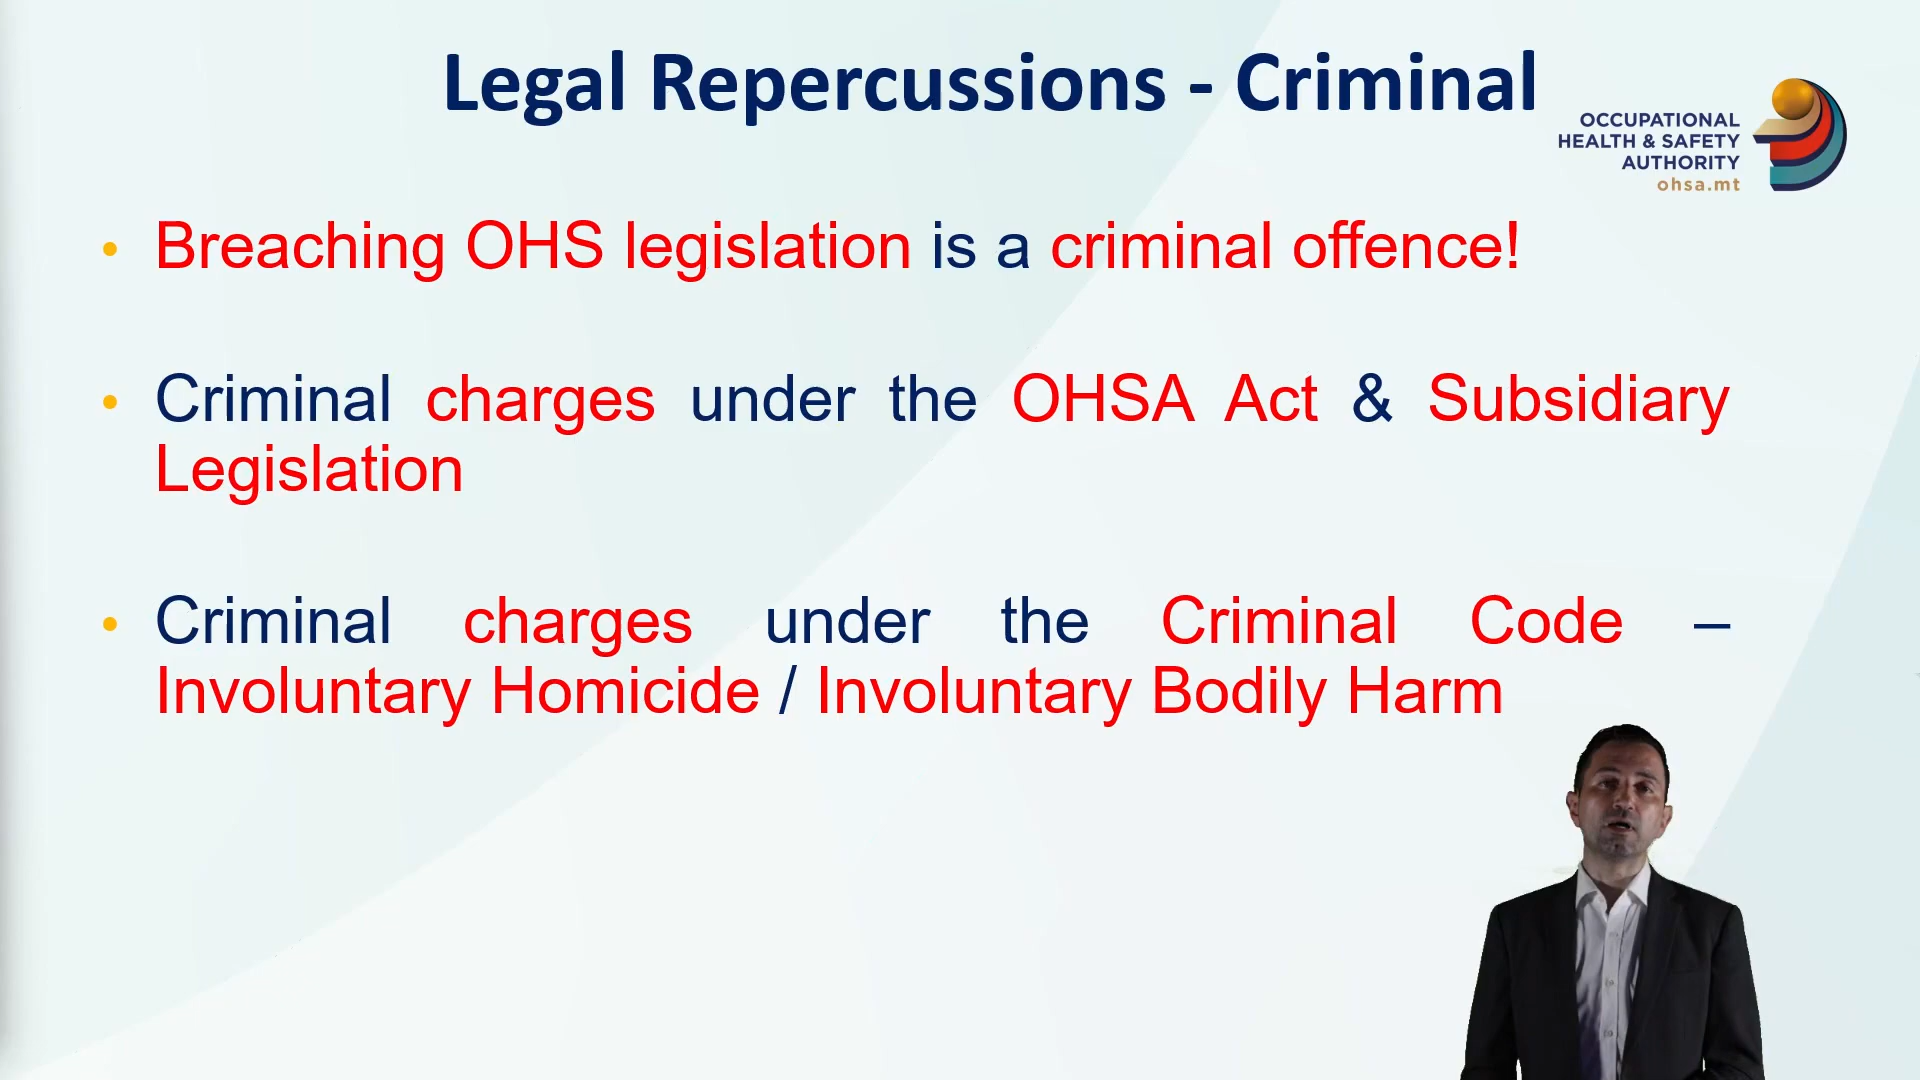 Legal Repercussions - Criminal
OCCUPATIONAL
HEALTH & SAFETY
AUTHORITY
ohsa.mt
• Breaching OHS legislation is a criminal offence!
• Criminal charges under the OHSA Act & Subsidiary
Legislation
• Criminal charges under the Criminal Code –
Involuntary Homicide / Involuntary Bodily Harm